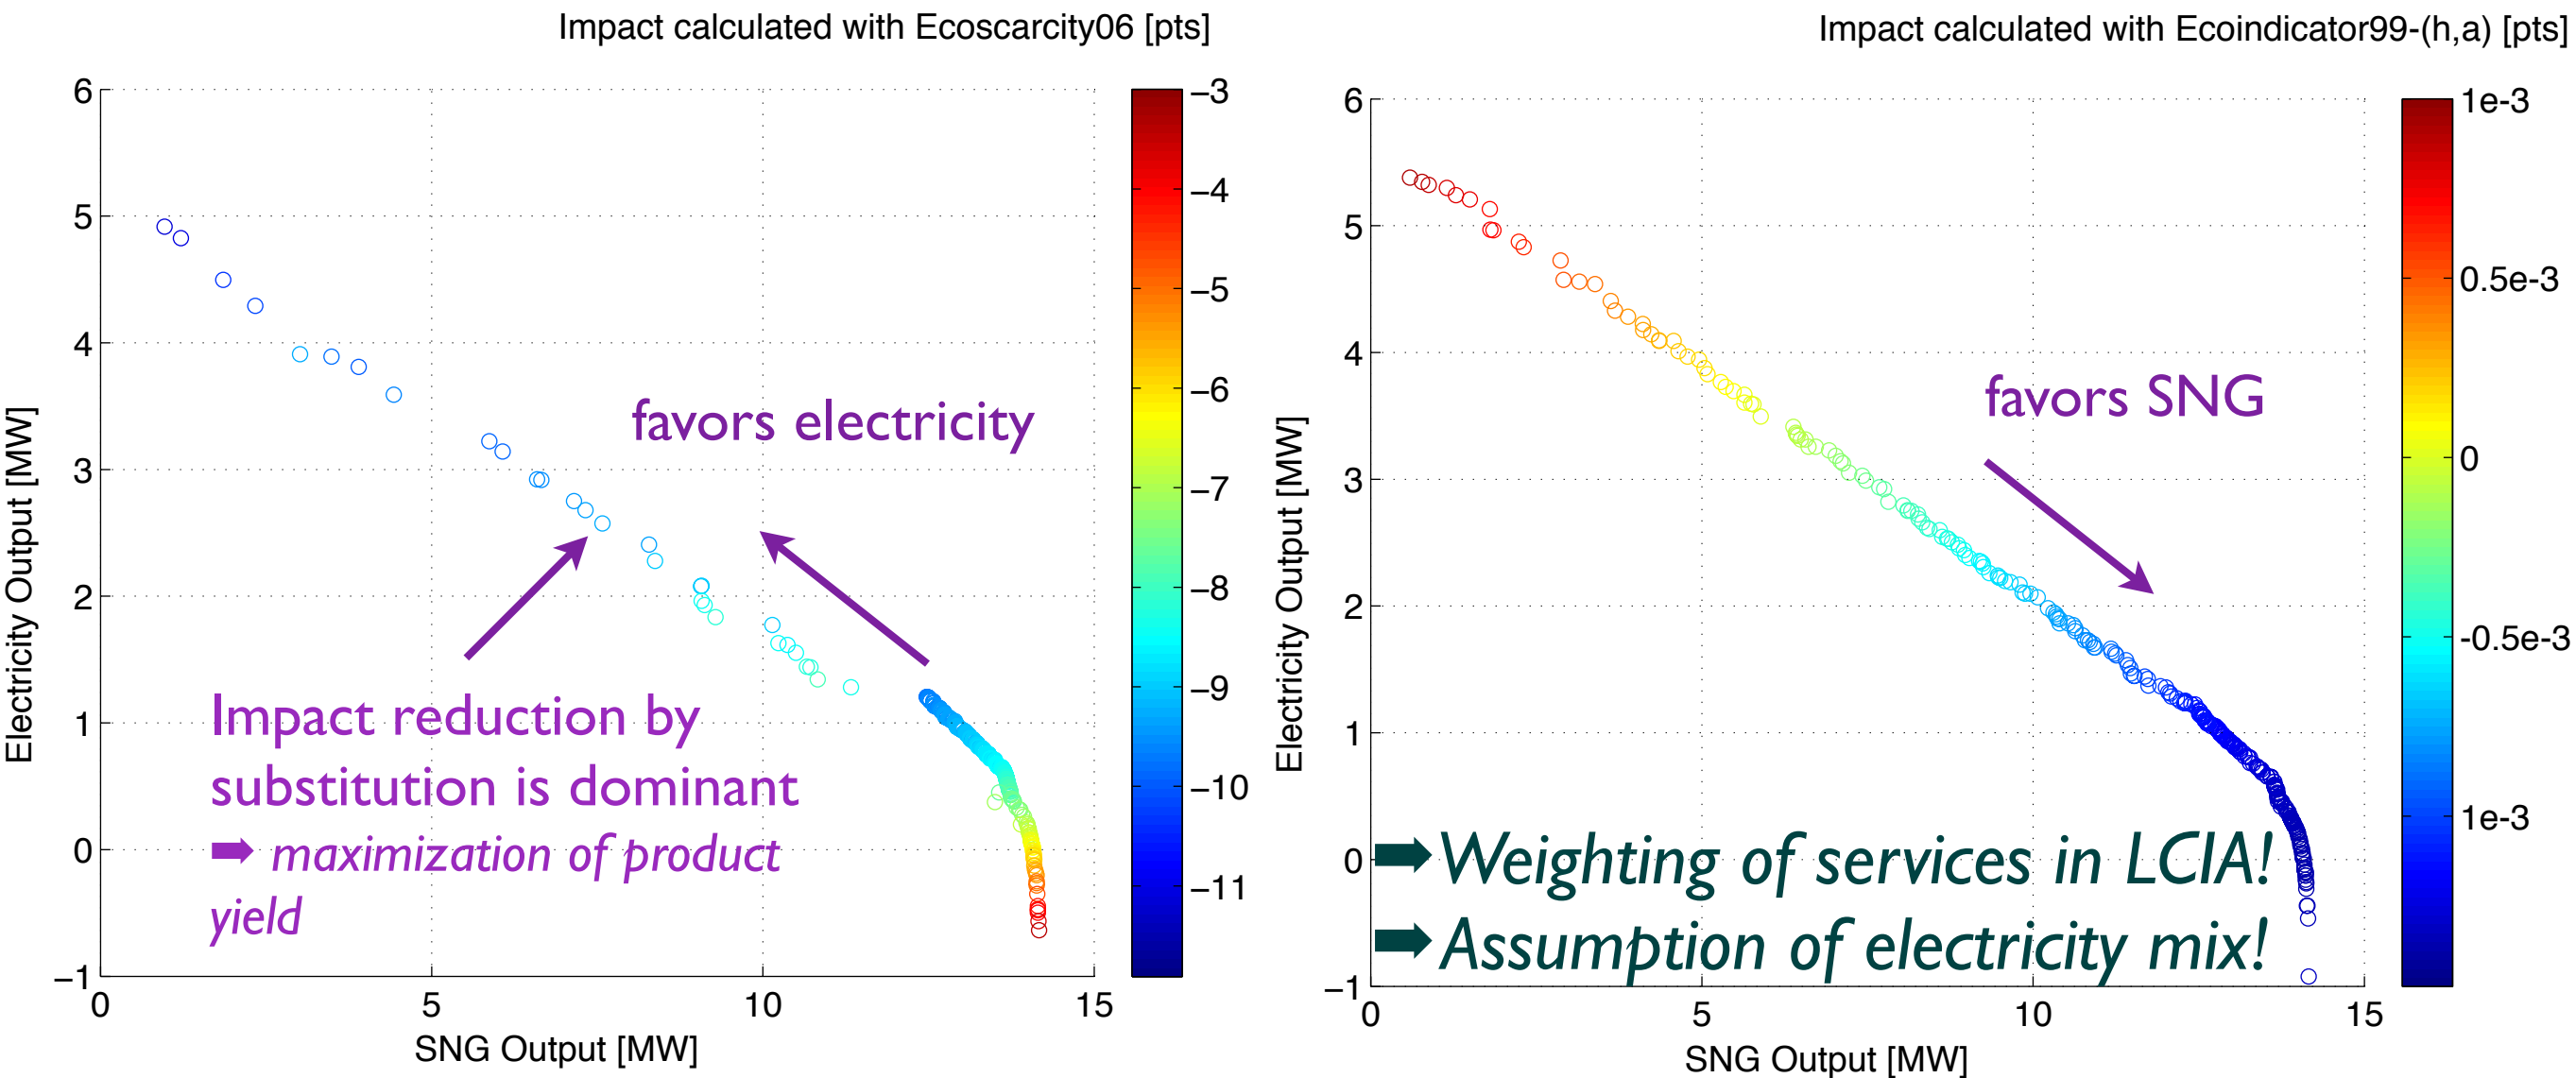 Impact calculated with Ecoscarcity06 [pts]
6
5
4
3
2
1
0
−1
Electricity Output [MW]
0
5
10
15
SNG Output [MW]
favors electricity
Impact reduction by
substitution is dominant
➡ maximization of product
yield
−3
−4
−5
−6
−7
−8
−9
−10
−11
Impact calculated with Ecoindicator99-(h,a) [pts]
6
5
4
3
2
1
0
−1
Electricity Output [MW]
0
5
10
15
SNG Output [MW]
favors SNG
➡Weighting of services in LCIA!
➡Assumption of electricity mix!
1e-3
0.5e-3
0
-0.5e-3
1e-3